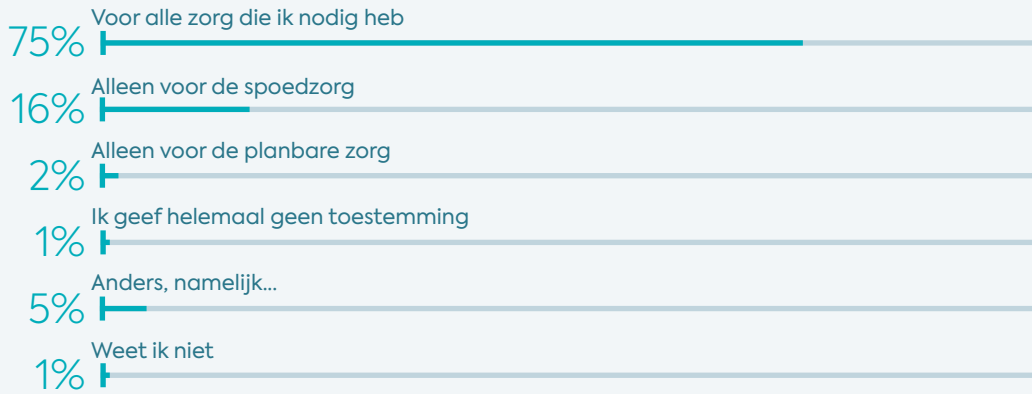 Voor alle zorg die ik nodig heb
75%
Alleen voor de spoedzorg
16%
Alleen voor de planbare zorg
2%
Ik geef helemaal geen toestemming
1%
Anders, namelijk...
5%
Weet ik niet
1%